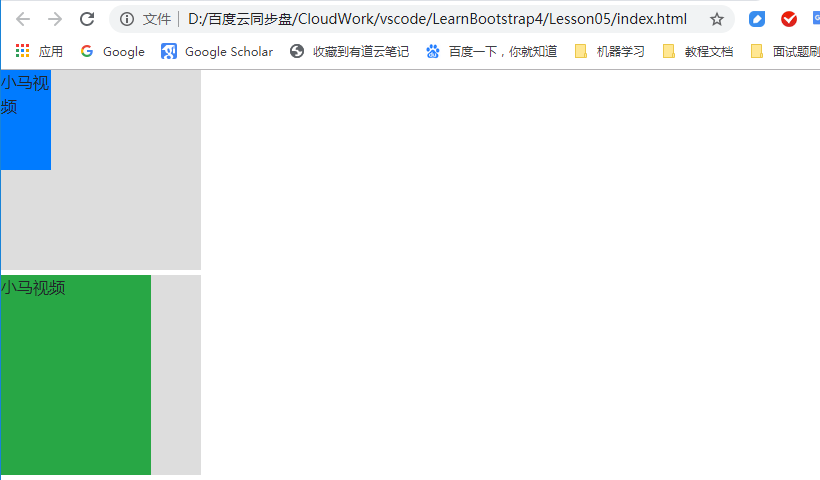 文件 D:/百度云同步盘/CloudWork/vscode/LearnBootstrap4/Lesson05/index.html
应用 Google Google Scholar 收藏到有道云笔记 百度一下，你就知道 机器学习 教程文档 面试题刷
小马视
频
小马视频